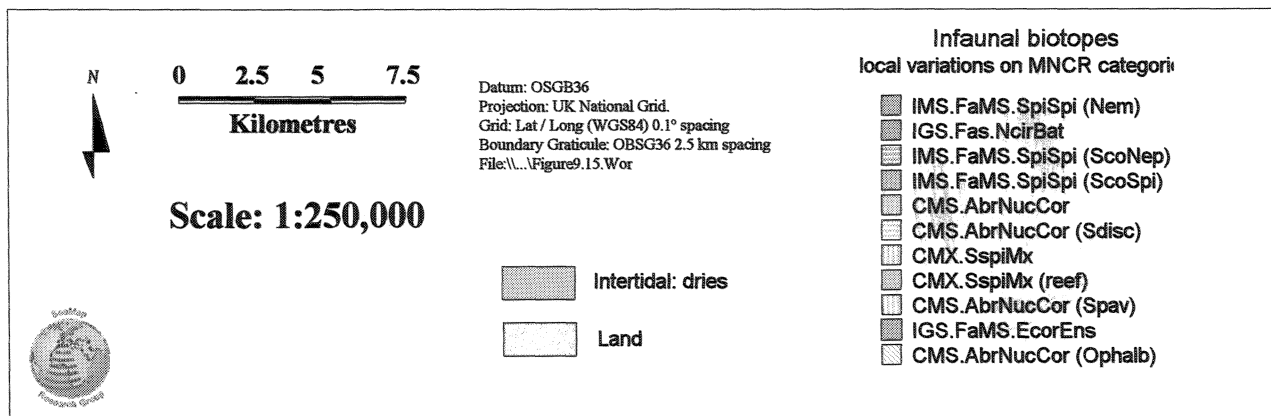 N
0 2.5 5 7.5
Kilometres
Scale: 1:250,000
Datum: OSGB36
Projection: UK National Grid.
Grid: Lat / Long (WGS84) 0.1º spacing
Boundary Graticule: OBSG36 2.5 km spacing
File:\\...\Figure9.15.Wor
Intertidal: dries
Land
Infaunal biotopes
local variations on MNCR categori
IMS.FaMS.SpiSpi (Nem)
IGS.Fas.NcirBat
IMS.FaMS.SpiSpi (ScoNep)
IMS.FaMS.SpiSpi (ScoSpi)
CMS.AbrNucCor
CMS.AbrNucCor (Sdisc)
CMX.SspiMx
CMX.SspiMx (reef)
CMS.AbrNucCor (Spav)
IGS.FaMS.EcorEns
CMS.AbrNucCor (Ophalb)
SeaMap
Research Group